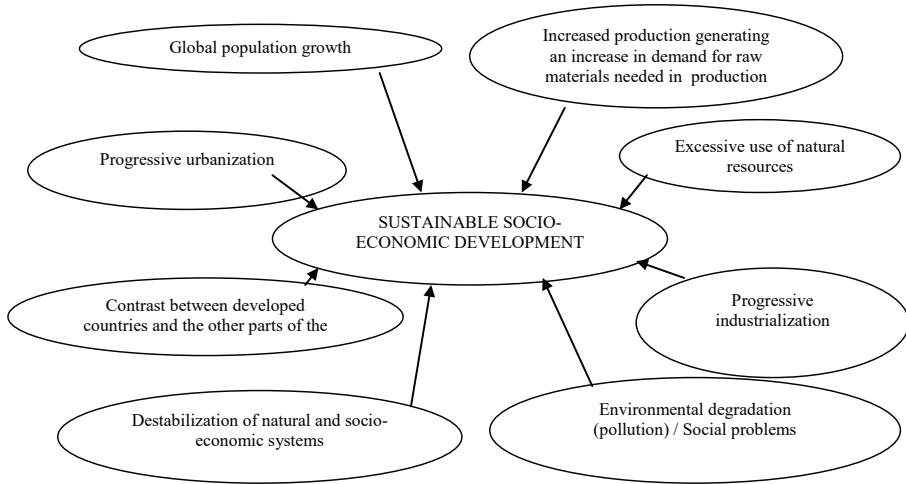 Global population growth
Increased production generating
an increase in demand for raw
materials needed in production
Progressive urbanization
Excessive use of natural
resources
SUSTAINABLE SOCIO-
ECONOMIC DEVELOPMENT
Contrast between developed
countries and the other parts of the
Progressive
industrialization
Destabilization of natural and socio-
economic systems
Environmental degradation
(pollution) / Social problems